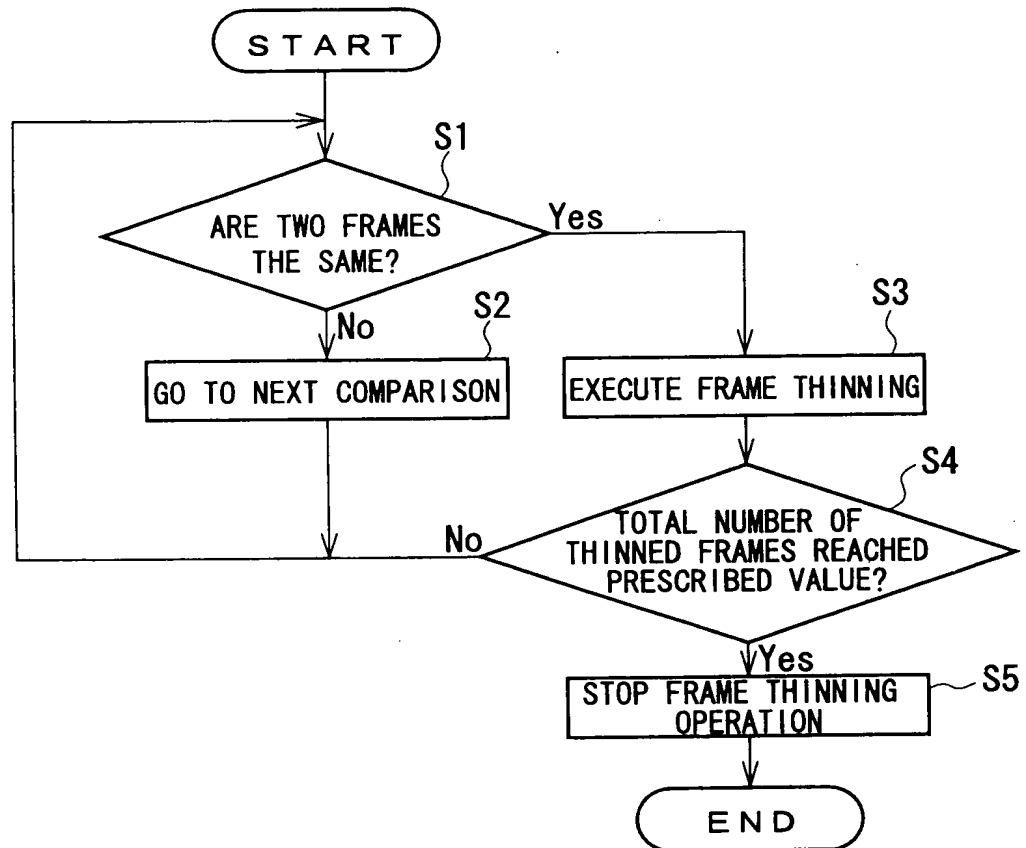 START
S1
ARE TWO FRAMES
THE SAME?
Yes
No
S2
GO TO NEXT COMPARISON
S3
EXECUTE FRAME THINNING
S4
TOTAL NUMBER OF
THINNED FRAMES REACHED
PRESCRIBED VALUE?
No
Yes
S5
STOP FRAME THINNING
OPERATION
END